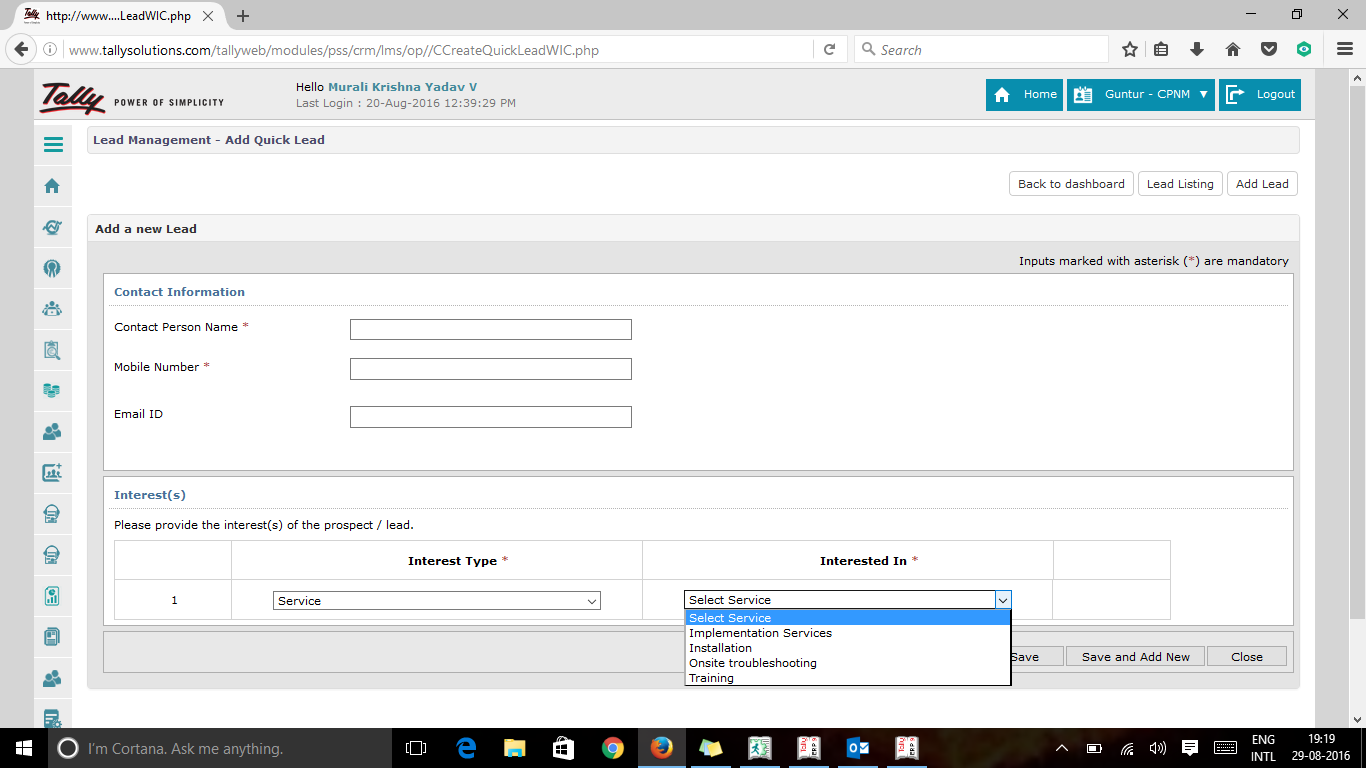 http://www....LeadWIC.php
www.tallysolutions.com/tallyweb/modules/pss/crm/lms/op//CCreateQuickLeadWIC.php
Search
Tally POWER OF SIMPLICITY
Hello Murali Krishna Yadav V
Last Login : 20-Aug-2016 12:39:29 PM
Home
Guntur - CPNM ▼
Logout
Lead Management - Add Quick Lead
Back to dashboard
Lead Listing
Add Lead
Add a new Lead
Inputs marked with asterisk (*) are mandatory
Contact Information
Contact Person Name *
Mobile Number *
Email ID
Interest(s)
Please provide the interest(s) of the prospect / lead.
Interest Type *
Interested In *
1
Service
Select Service
Select Service
Implementation Services
Installation
Onsite troubleshooting
Training
Save
Save and Add New
Close
I'm Cortana. Ask me anything.
ENG
INTL
19:19
29-08-2016